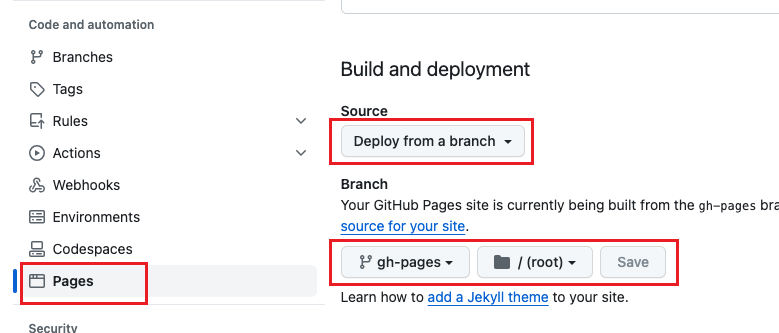 Code and automation
Branches
Tags
Rules
Actions
Webhooks
Environments
Codespaces
Pages
Security
Build and deployment
Source
Deploy from a branch
Branch
Your GitHub Pages site is currently being built from the gh-pages
source for your site.
gh-pages
/ (root)
Save
Learn how to add a Jekyll theme to your site.